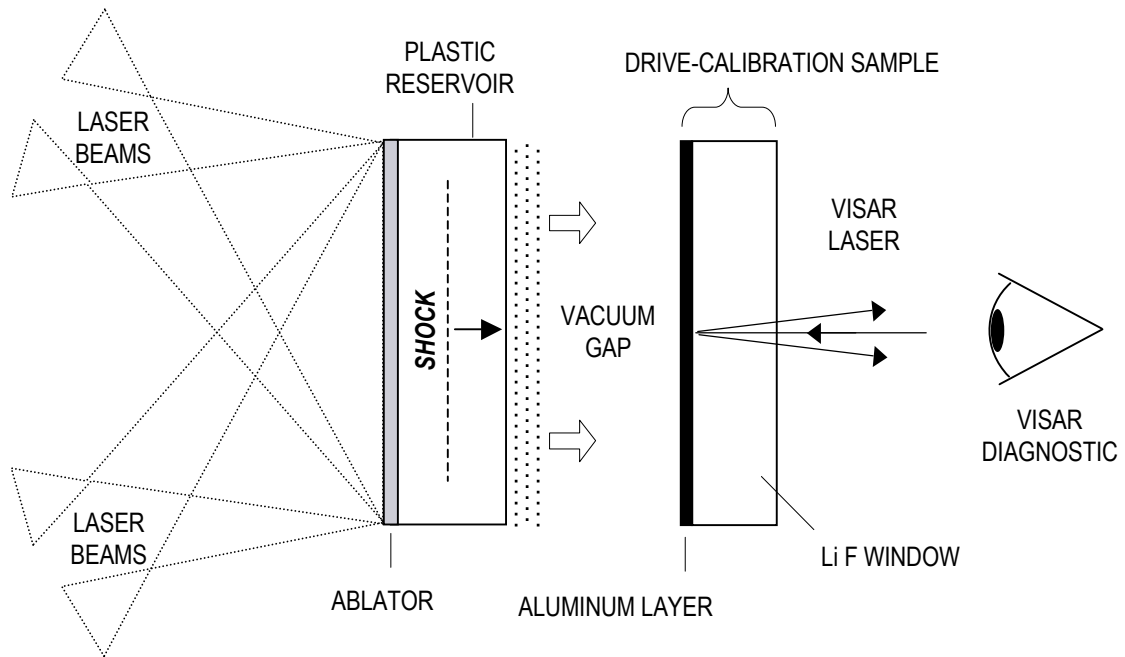 PLASTIC
RESERVOIR
DRIVE-CALIBRATION SAMPLE
LASER
BEAMS
VISAR
LASER
SHOCK
VACUUM
GAP
VISAR
DIAGNOSTIC
LASER
BEAMS
Li F WINDOW
ABLATOR
ALUMINUM LAYER